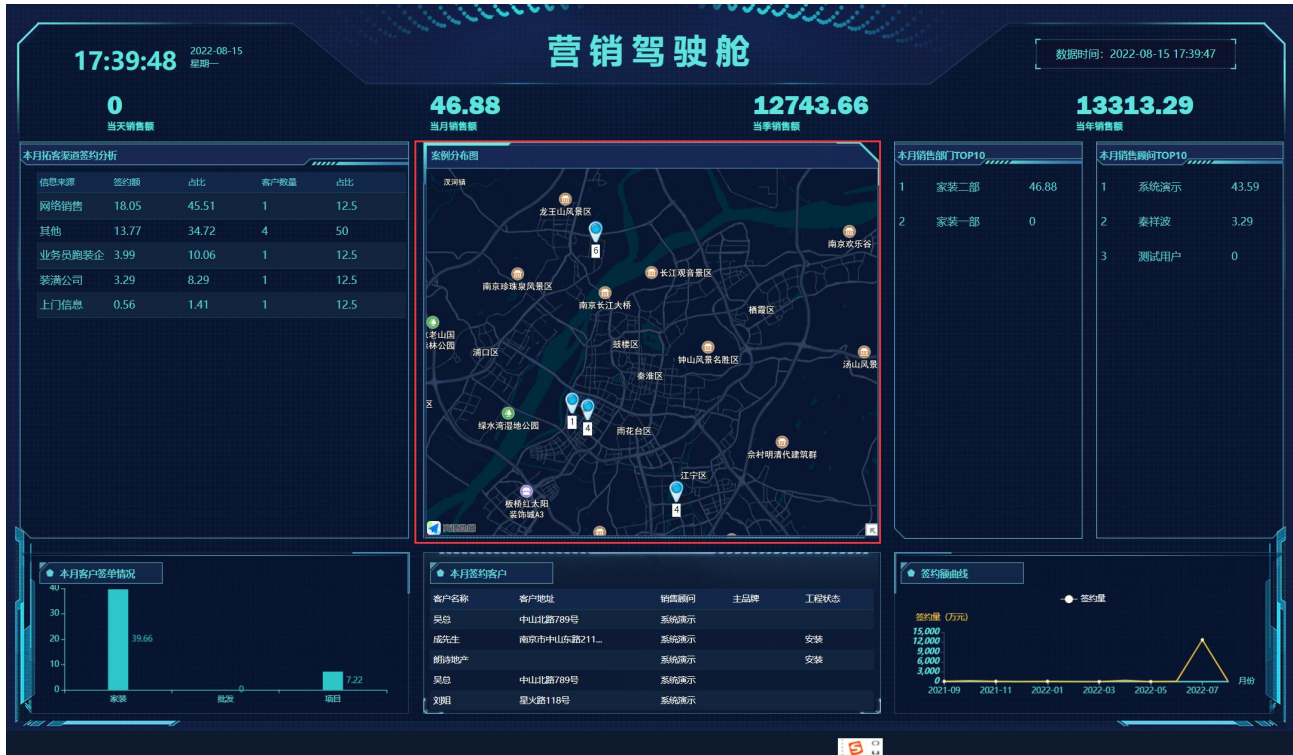 17:39:48
2022-08-15
星期一
营销驾驶舱
数据时间：2022-08-15 17:39:47
0
当天销售额
46.88
当月销售额
12743.66
当季销售额
13313.29
当年销售额
本月拓客渠道签约分析
信息来源 签约额 占比 客户数量 占比
网络销售 18.05 45.51 1 12.5
其他 13.77 34.72 4 50
业务员跑装企 3.99 10.06 1 12.5
装潢公司 3.29 8.29 1 12.5
上门信息 0.56 1.41 1 12.5
案例分布图
汊河镇
龙王山风景区
6
南京欢乐谷
长江观音景区
南京珍珠泉风景区
南京长江大桥
栖霞区
老山国
林公园
浦口区
鼓楼区
钟山风景名胜区
汤山风景
秦淮区
区
1
4
绿水湾湿地公园
雨花台区
佘村明清代建筑群
江宁区
4
板桥红太阳
装饰城A3
本月销售部门TOP10
1 家装二部 46.88
2 家装一部 0
本月销售顾问TOP10
1 系统演示 43.59
2 秦祥波 3.29
3 测试用户 0
本月客户签单情况
40
30
20
10
0
39.66
0
7.22
家装 批发 项目
本月签约客户
客户名称 客户地址 销售顾问 主品牌 工程状态
吴总 中山北路789号 系统演示
成先生 南京市中山东路211... 系统演示 安装
朗诗地产 系统演示 安装
吴总 中山北路789号 系统演示
刘姐 星火路118号 系统演示
签约额曲线
签约量
签约量（万元）
15,000
12,000
9,000
6,000
3,000
0
2021-09 2021-11 2022-01 2022-03 2022-05 2022-07
月份